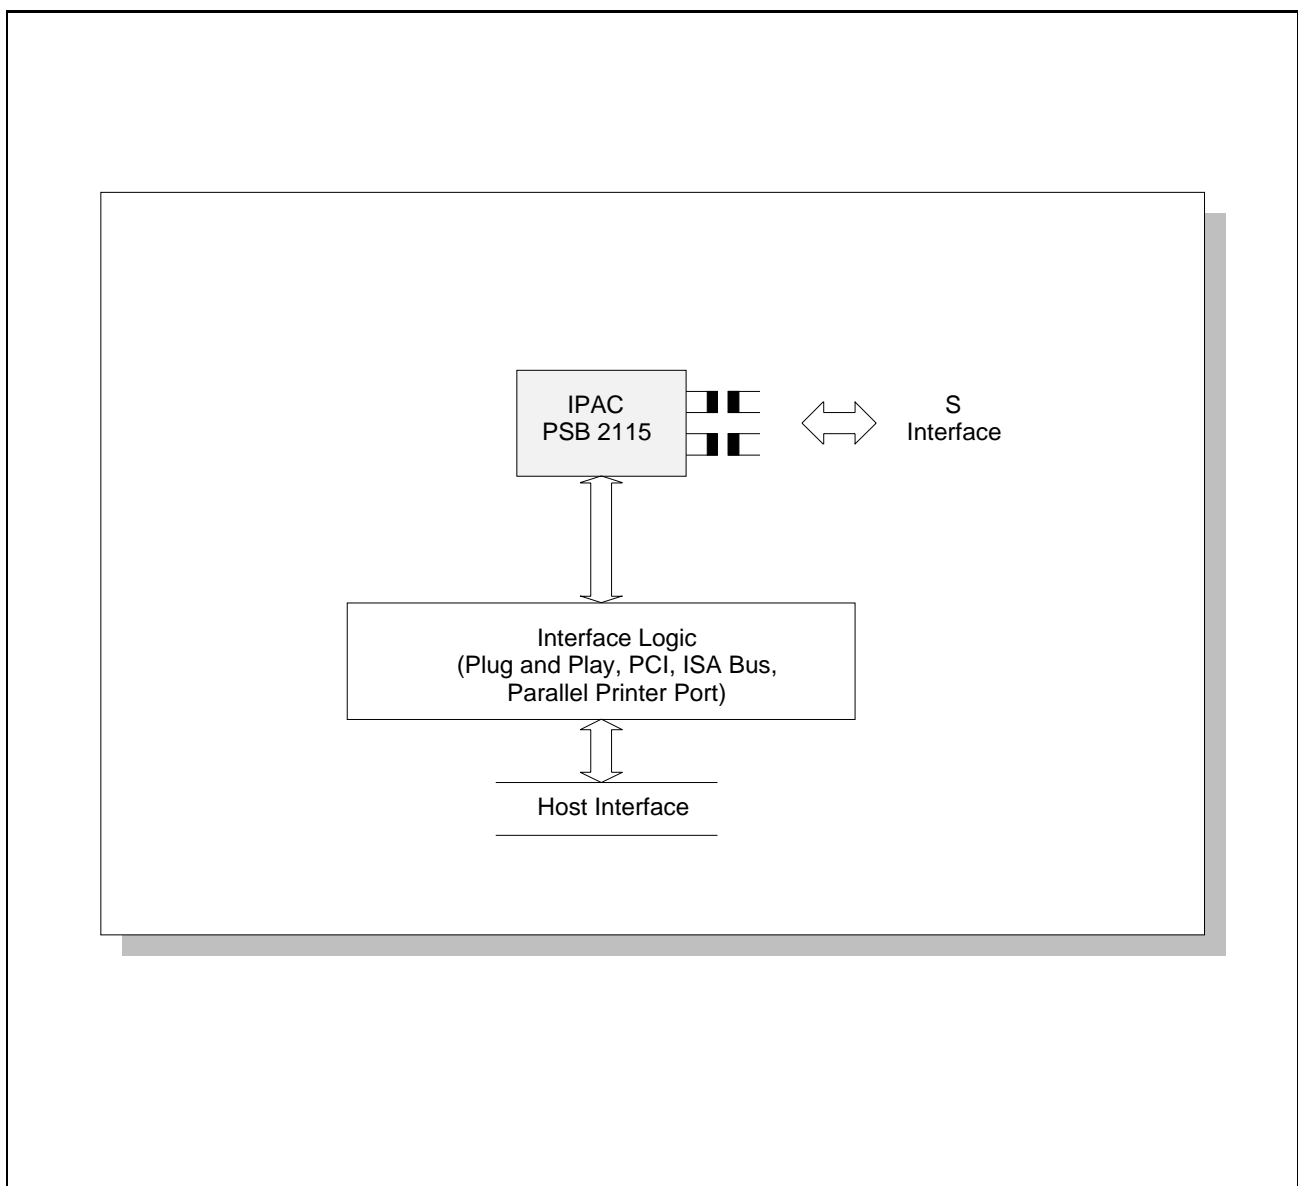 IPAC
PSB 2115
S
Interface
Interface Logic
(Plug and Play, PCI, ISA Bus,
Parallel Printer Port)
Host Interface